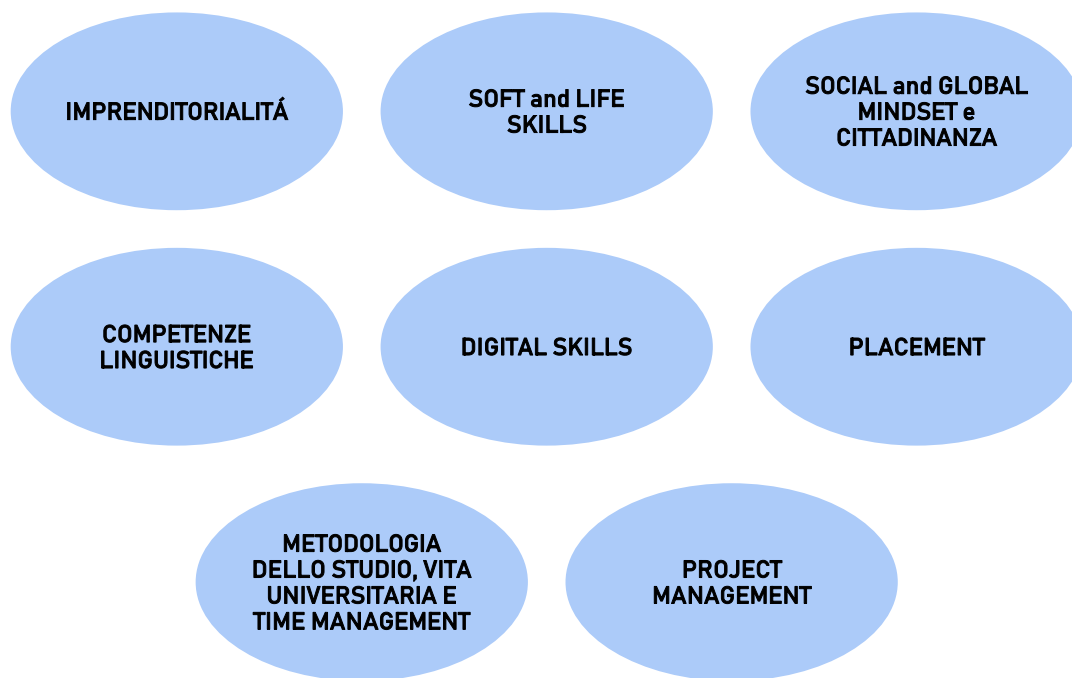 IMPRENDITORIALITÁ
SOFT and LIFE
SKILLS
SOCIAL and GLOBAL
MINDSET e
CITTADINANZA
COMPETENZE
LINGUISTICHE
DIGITAL SKILLS
PLACEMENT
METODOLOGIA
DELLO STUDIO, VITA
UNIVERSITARIA E
TIME MANAGEMENT
PROJECT
MANAGEMENT